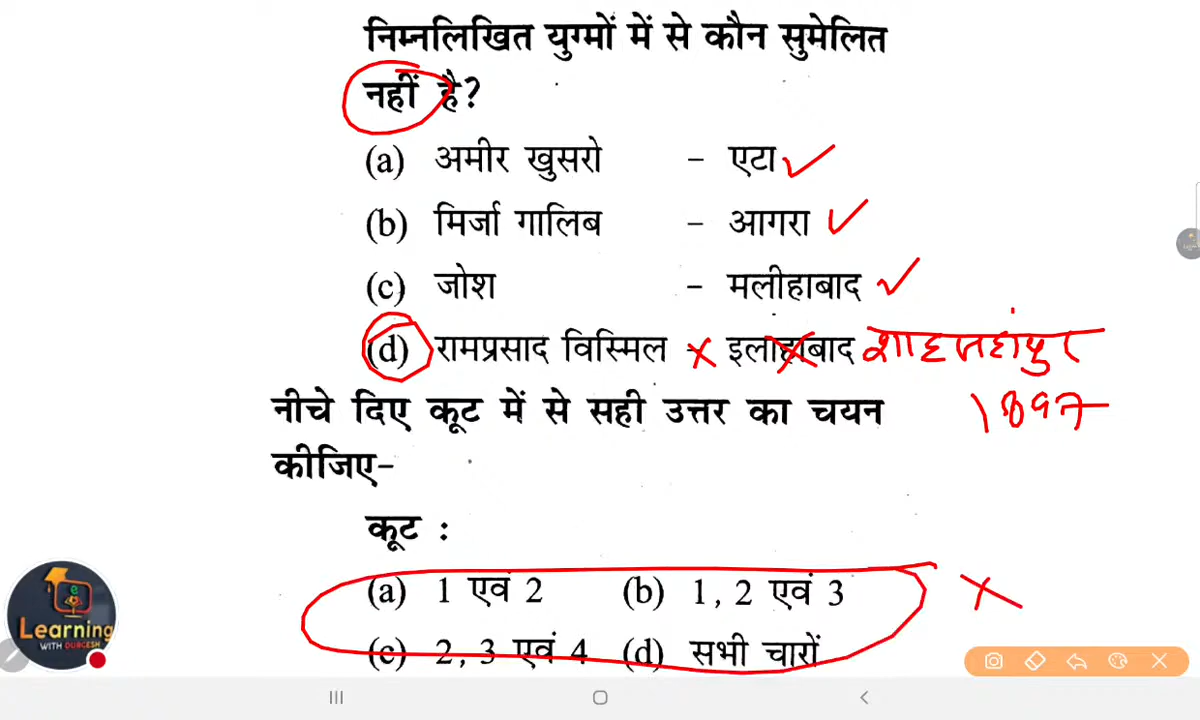 निम्नलिखित युग्मों में से कौन सुमेलित
नहीं है?
(a) अमीर खुसरो - एटा
(b) मिर्जा गालिब - आगरा
(c) जोश - मलीहाबाद
(d) रामप्रसाद विस्मिल - इलाहाबाद शाहजहांपुर
1897
नीचे दिए कूट में से सही उत्तर का चयन
कीजिए-
कूट :
(a) 1 एवं 2 (b) 1, 2 एवं 3
(c) 2, 3 एवं 4 (d) सभी चारों
Learning
WITH DURGESH